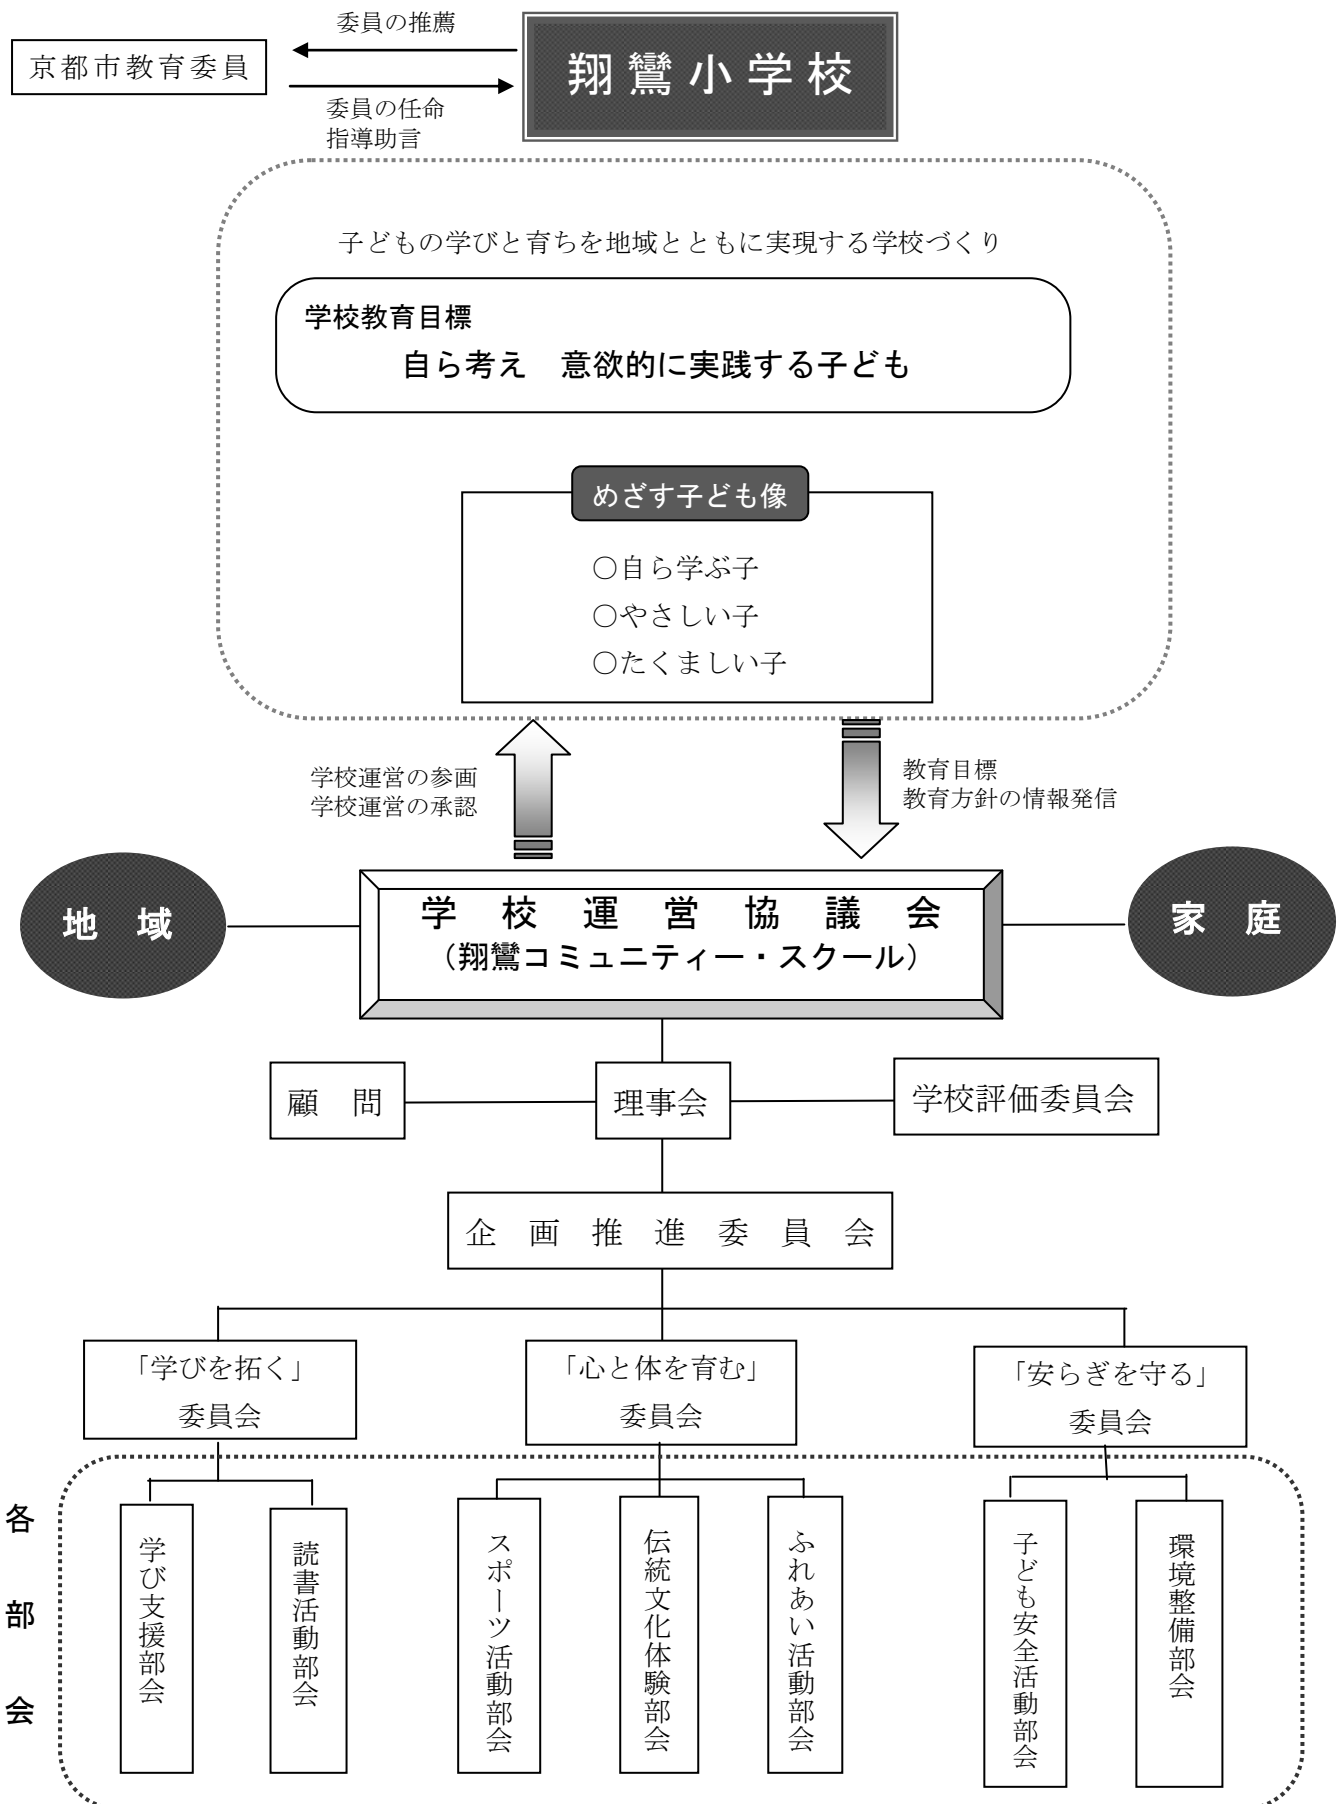 委員の推薦
京都市教育委員
翔鸞小学校
委員の任命
指導助言
子どもの学びと育ちを地域とともに実現する学校づくり
学校教育目標
自ら考え　意欲的に実践する子ども
めざす子ども像
○自ら学ぶ子
○やさしい子
○たくましい子
学校運営の参画
学校運営の承認
教育目標
教育方針の情報発信
地　域
学　校　運　営　協　議　会
（翔鸞コミュニティー・スクール）
家　庭
顧　問
理事会
学校評価委員会
企　画　推　進　委　員　会
「学びを拓く」
委員会
「心と体を育む」
委員会
「安らぎを守る」
委員会
各部会
学び支援部会
読書活動部会
スポーツ活動部会
伝統文化体験部会
ふれあい活動部会
子ども安全活動部会
環境整備部会